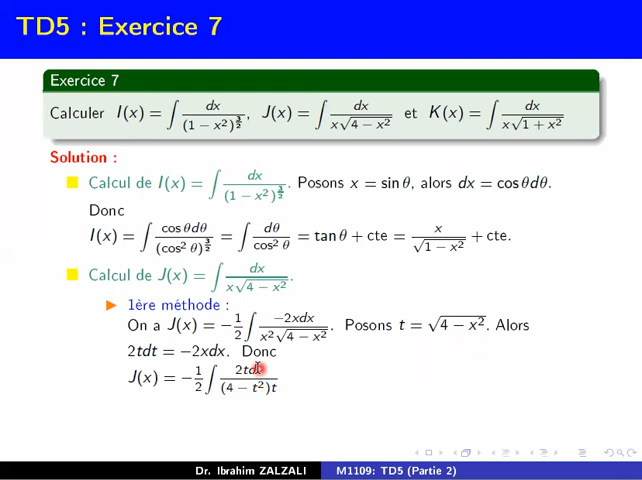 TD5 : Exercice 7
Exercice 7
Calculer I(x) = ∫ dx / (1 − x²)^{3/2}, J(x) = ∫ dx / x√(4 − x²) et K(x) = ∫ dx / x√(1 + x²)
Solution :
Calcul de I(x) = ∫ dx / (1 − x²)^{3/2}. Posons x = sin θ, alors dx = cos θdθ.
Donc
I(x) = ∫ cos θdθ / (cos² θ)^{3/2} = ∫ dθ / cos² θ = tan θ + cte = x / √(1 − x²) + cte.
Calcul de J(x) = ∫ dx / x√(4 − x²).
1ère méthode :
On a J(x) = −1/2 ∫ −2xdx / x²√(4 − x²). Posons t = √(4 − x²). Alors
2tdt = −2xdx. Donc
J(x) = −1/2 ∫ 2tdt / (4 − t²)t
Dr. Ibrahim ZALZALI M1109: TD5 (Partie 2)